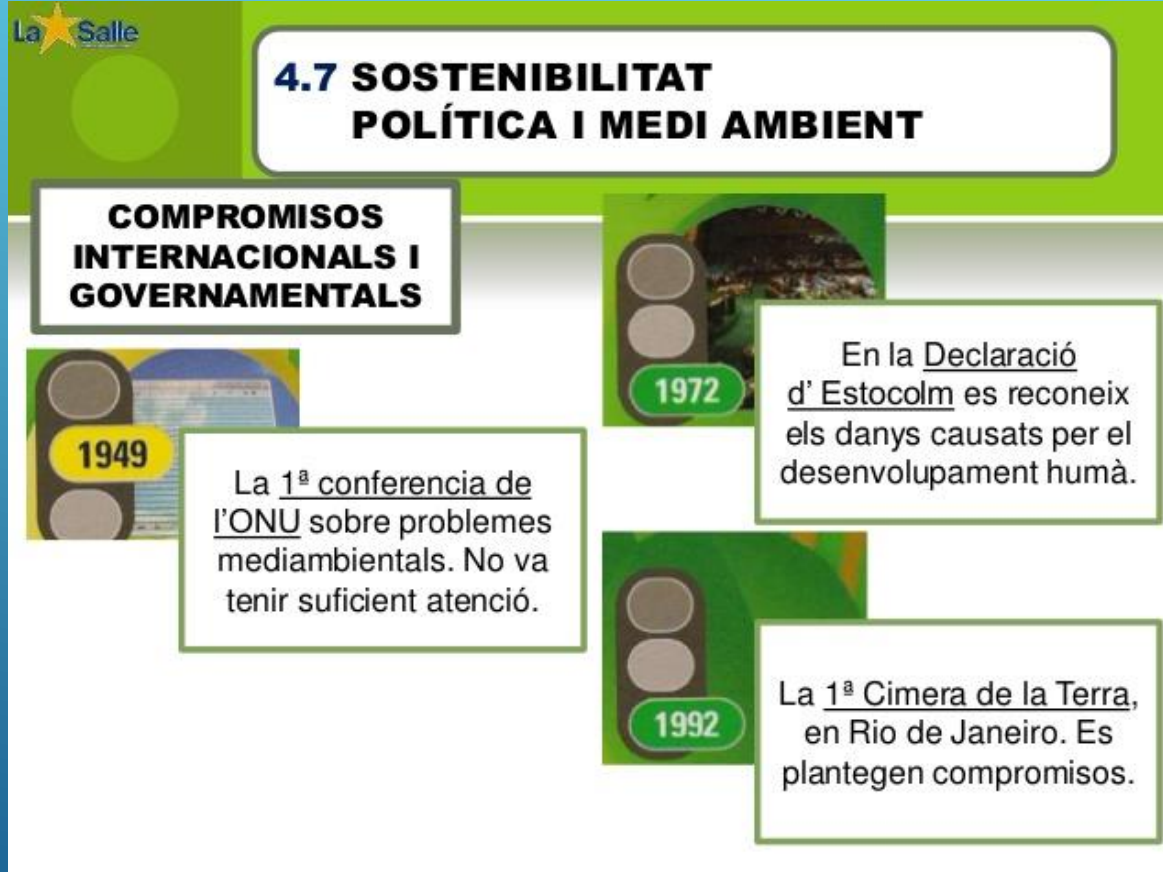 La Salle
4.7 SOSTENIBILITAT
POLÍTICA I MEDI AMBIENT
COMPROMISOS
INTERNACIONALS I
GOVERNAMENTALS
1949
La 1ª conferencia de
l'ONU sobre problemes
mediambientals. No va
tenir suficient atenció.
1972
En la Declaració
d' Estocolm es reconeix
els danys causats per el
desenvolupament humà.
1992
La 1ª Cimera de la Terra,
en Rio de Janeiro. Es
plantegen compromisos.